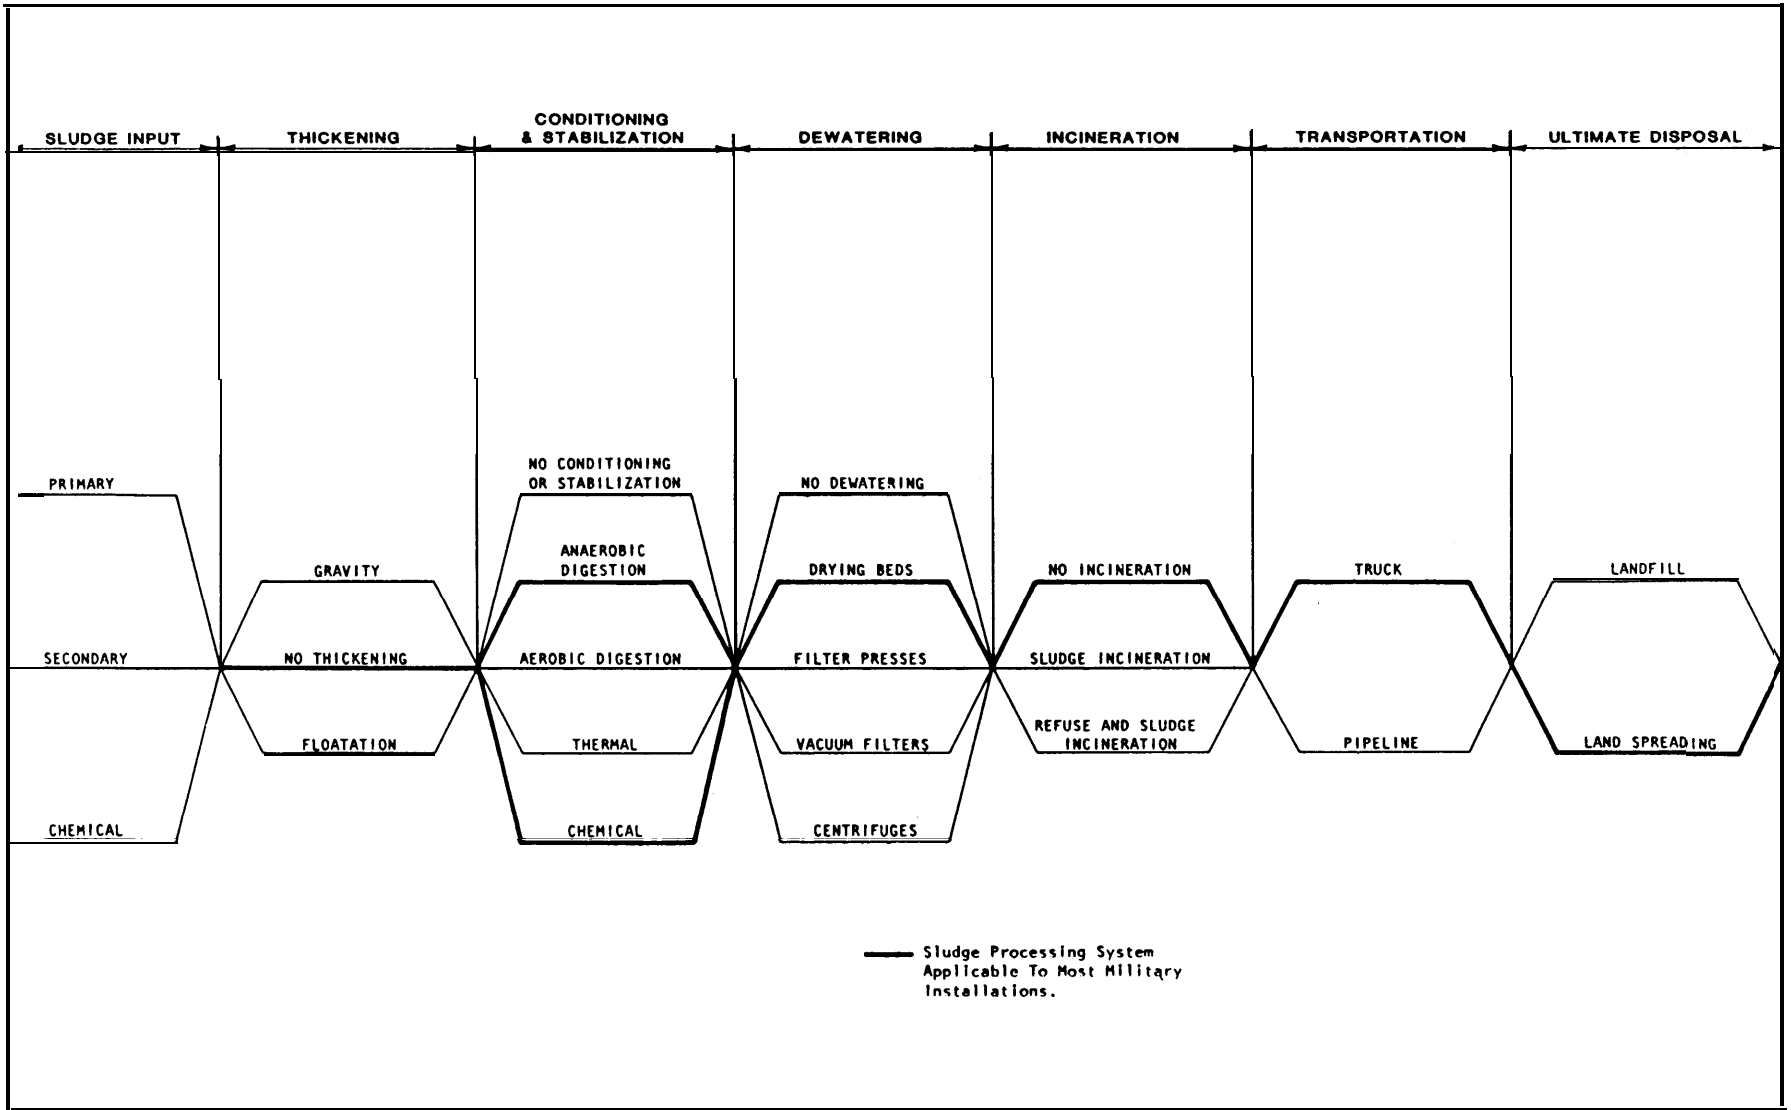 SLUDGE INPUT
THICKENING
CONDITIONING
& STABILIZATION
DEWATERING
INCINERATION
TRANSPORTATION
ULTIMATE DISPOSAL
PRIMARY
SECONDARY
CHEMICAL
GRAVITY
NO THICKENING
FLOATATION
NO CONDITIONING
OR STABILIZATION
ANAEROBIC
DIGESTION
AEROBIC DIGESTION
THERMAL
CHEMICAL
NO DEWATERING
DRYING BEDS
FILTER PRESSES
VACUUM FILTERS
CENTRIFUGES
NO INCINERATION
SLUDGE INCINERATION
REFUSE AND SLUDGE
INCINERATION
TRUCK
PIPELINE
LANDFILL
LAND SPREADING
Sludge Processing System
Applicable To Most Military
Installations.